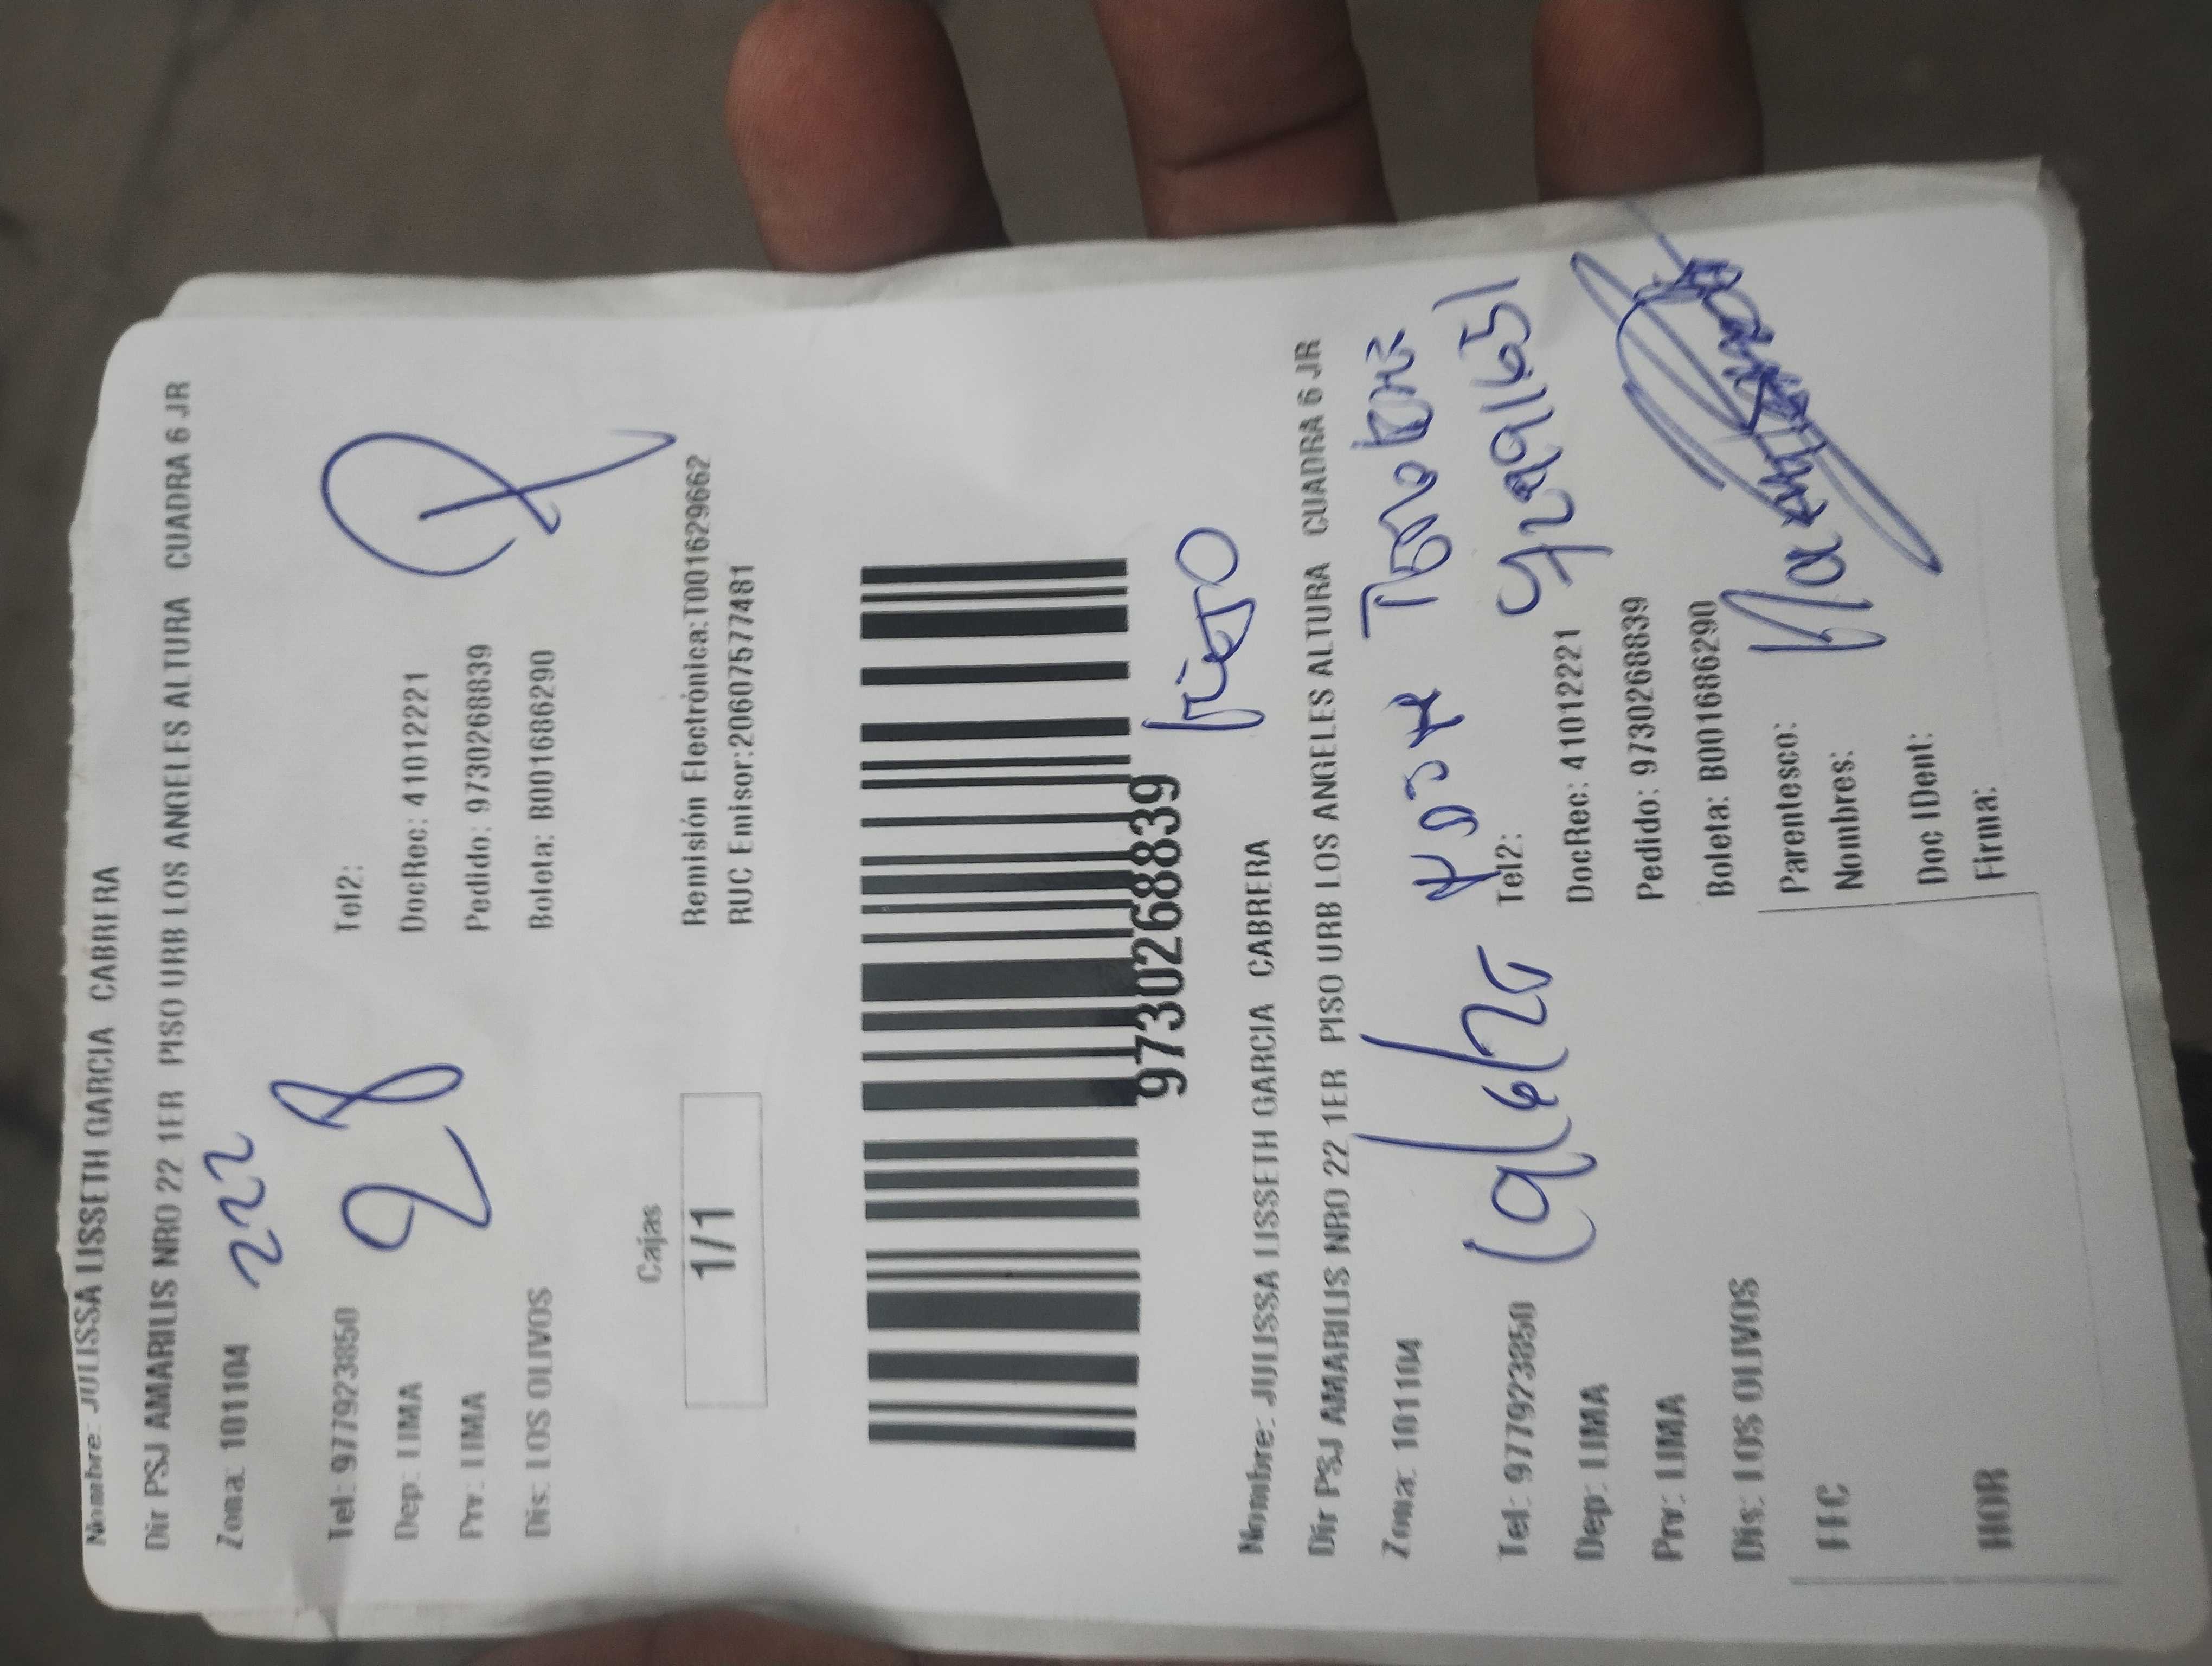 Nombre: JULISSA LISSETH GARCIA CABRERA
Dir PSJ AMARILIS NRO 22 1ER PISO URB LOS ANGELES ALTURA CUADRA 6 JR
Zona: 101104 222
Tel: 977923850 Tel2:
28
Dep: LIMA DocRec: 41012221
Prv: LIMA Pedido: 97302688839
Dis: LOS OLIVOS Boleta: B001686290
Cajas
1/1
Remisión Electrónica:T001629662
RUC Emisor:20607577481
97302688839
Nombre: JULISSA LISSETH GARCIA CABRERA
Dir PSJ AMARILIS NRO 22 1ER PISO URB LOS ANGELES ALTURA CUADRA 6 JR
Zona: 101104
Tel: 977923850 Tel2:
Dep: LIMA DocRec: 41012221
Prv: LIMA Pedido: 97302688839
Dis: LOS OLIVOS Boleta: B001686290
FEC Parentesco:
Nombres:
Doc IDent:
HOR Firma: